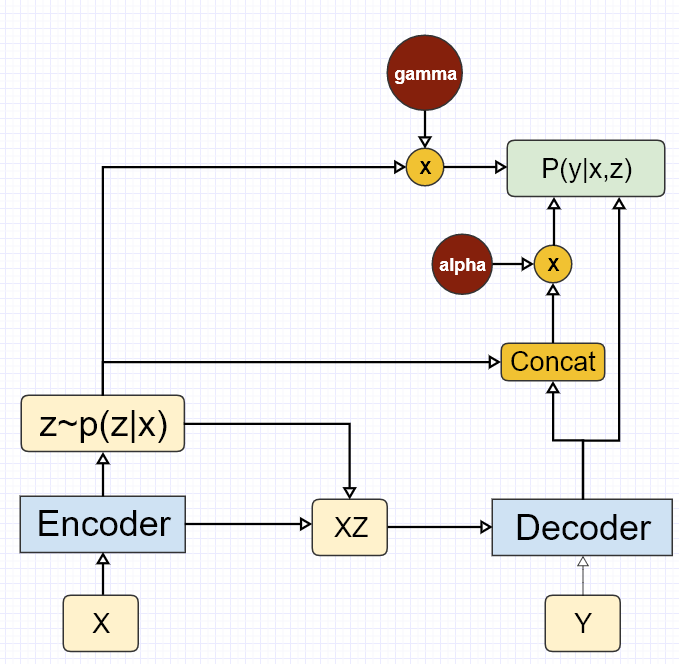 gamma
x
P(y|x,z)
alpha
x
Concat
z~p(z|x)
Encoder
XZ
Decoder
X
Y